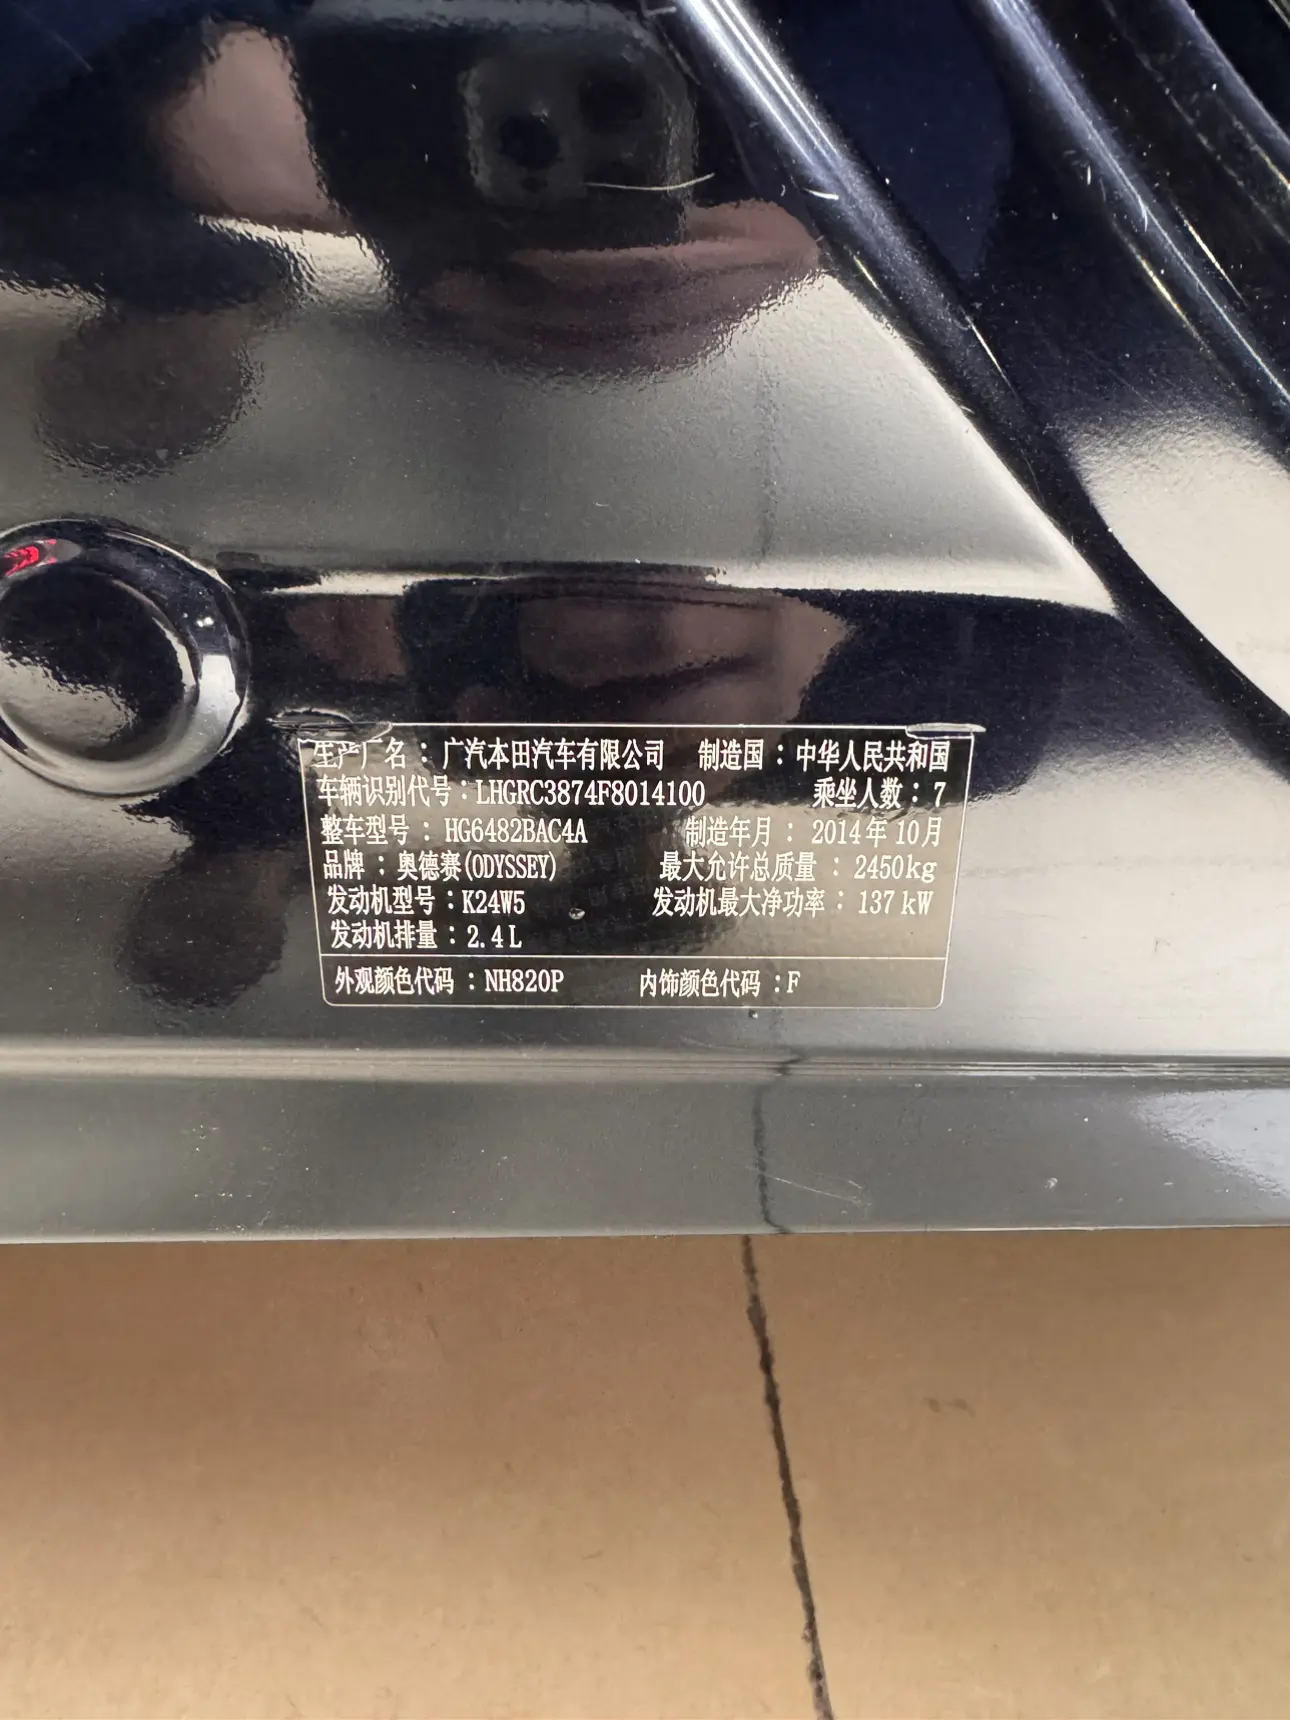 生产厂名：广汽本田汽车有限公司 制造国：中华人民共和国
车辆识别代号：LHGRC3874F8014100 乘坐人数：7
整车型号：HG6482BAC4A 制造年月：2014年10月
品牌：奥德赛(ODYSSEY) 最大允许总质量：2450kg
发动机型号：K24W5 发动机最大净功率：137kW
发动机排量：2.4L
外观颜色代码：NH820P 内饰颜色代码：F